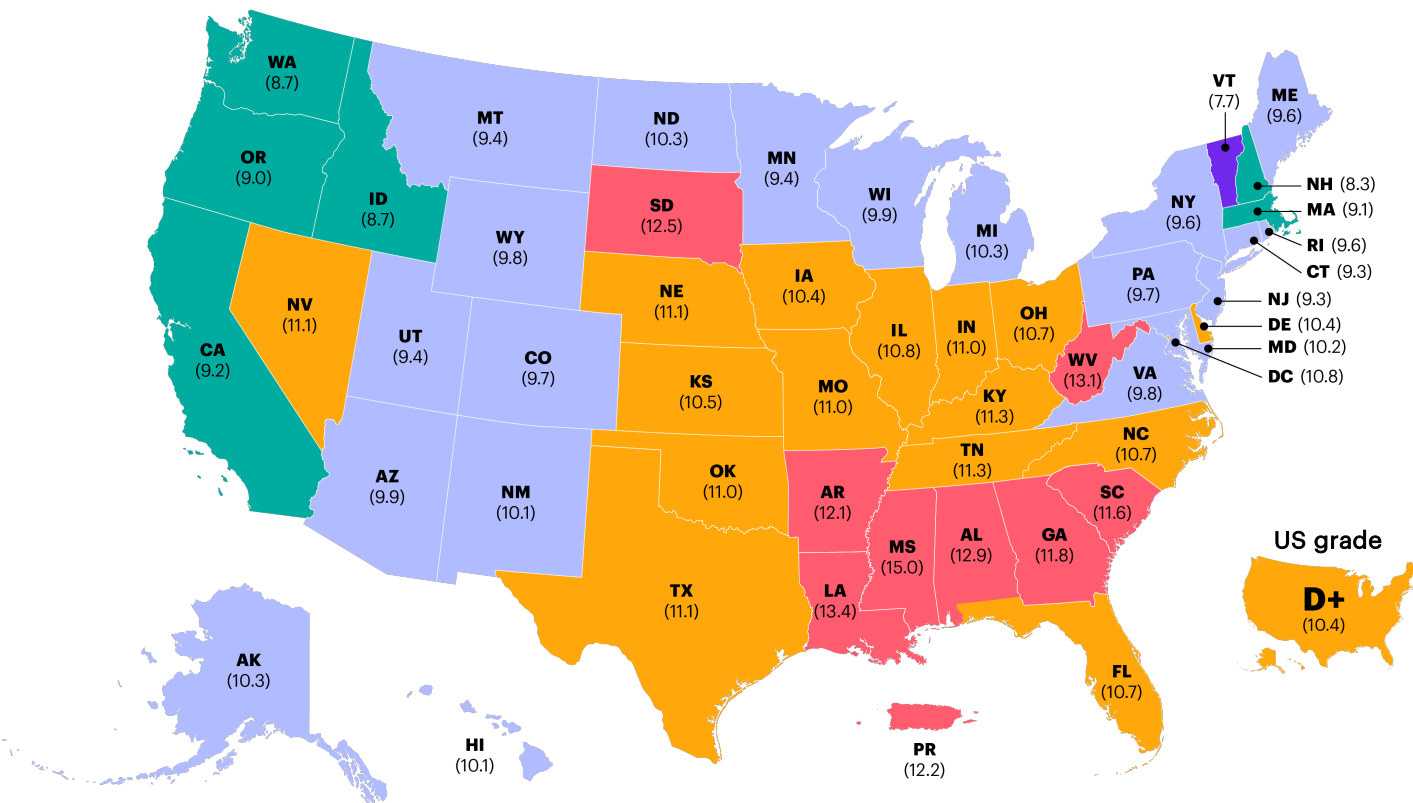 WA
(8.7)
OR
(9.0)
ID
(8.7)
MT
(9.4)
ND
(10.3)
MN
(9.4)
SD
(12.5)
WI
(9.9)
MI
(10.3)
WY
(9.8)
NE
(11.1)
IA
(10.4)
NV
(11.1)
UT
(9.4)
CO
(9.7)
CA
(9.2)
KS
(10.5)
MO
(11.0)
IL
(10.8)
IN
(11.0)
OH
(10.7)
WV
(13.1)
KY
(11.3)
VA
(9.8)
PA
(9.7)
NY
(9.6)
VT
(7.7)
ME
(9.6)
NH (8.3)
MA (9.1)
RI (9.6)
CT (9.3)
NJ (9.3)
DE (10.4)
MD (10.2)
DC (10.8)
AZ
(9.9)
NM
(10.1)
OK
(11.0)
AR
(12.1)
TN
(11.3)
NC
(10.7)
SC
(11.6)
TX
(11.1)
LA
(13.4)
MS
(15.0)
AL
(12.9)
GA
(11.8)
FL
(10.7)
AK
(10.3)
HI
(10.1)
PR
(12.2)
US grade
D+
(10.4)